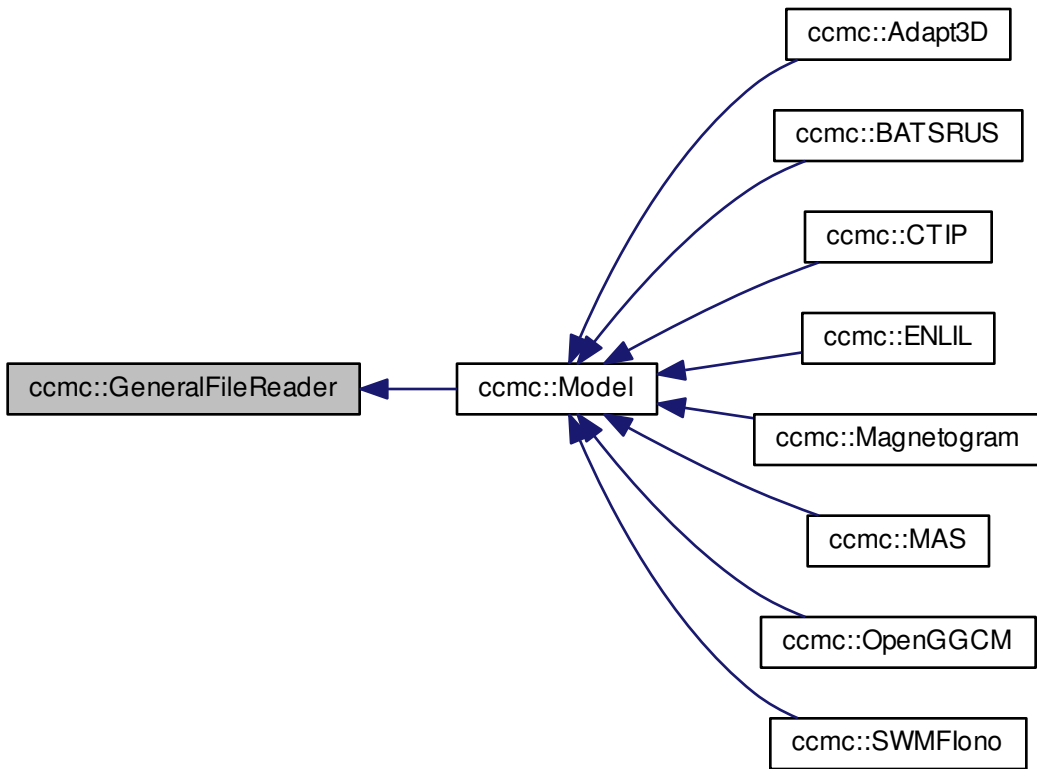 ccmc::GeneralFileReader
ccmc::Model
ccmc::Adapt3D
ccmc::BATSRUS
ccmc::CTIP
ccmc::ENLIL
ccmc::Magnetogram
ccmc::MAS
ccmc::OpenGGCM
ccmc::SWMFIono